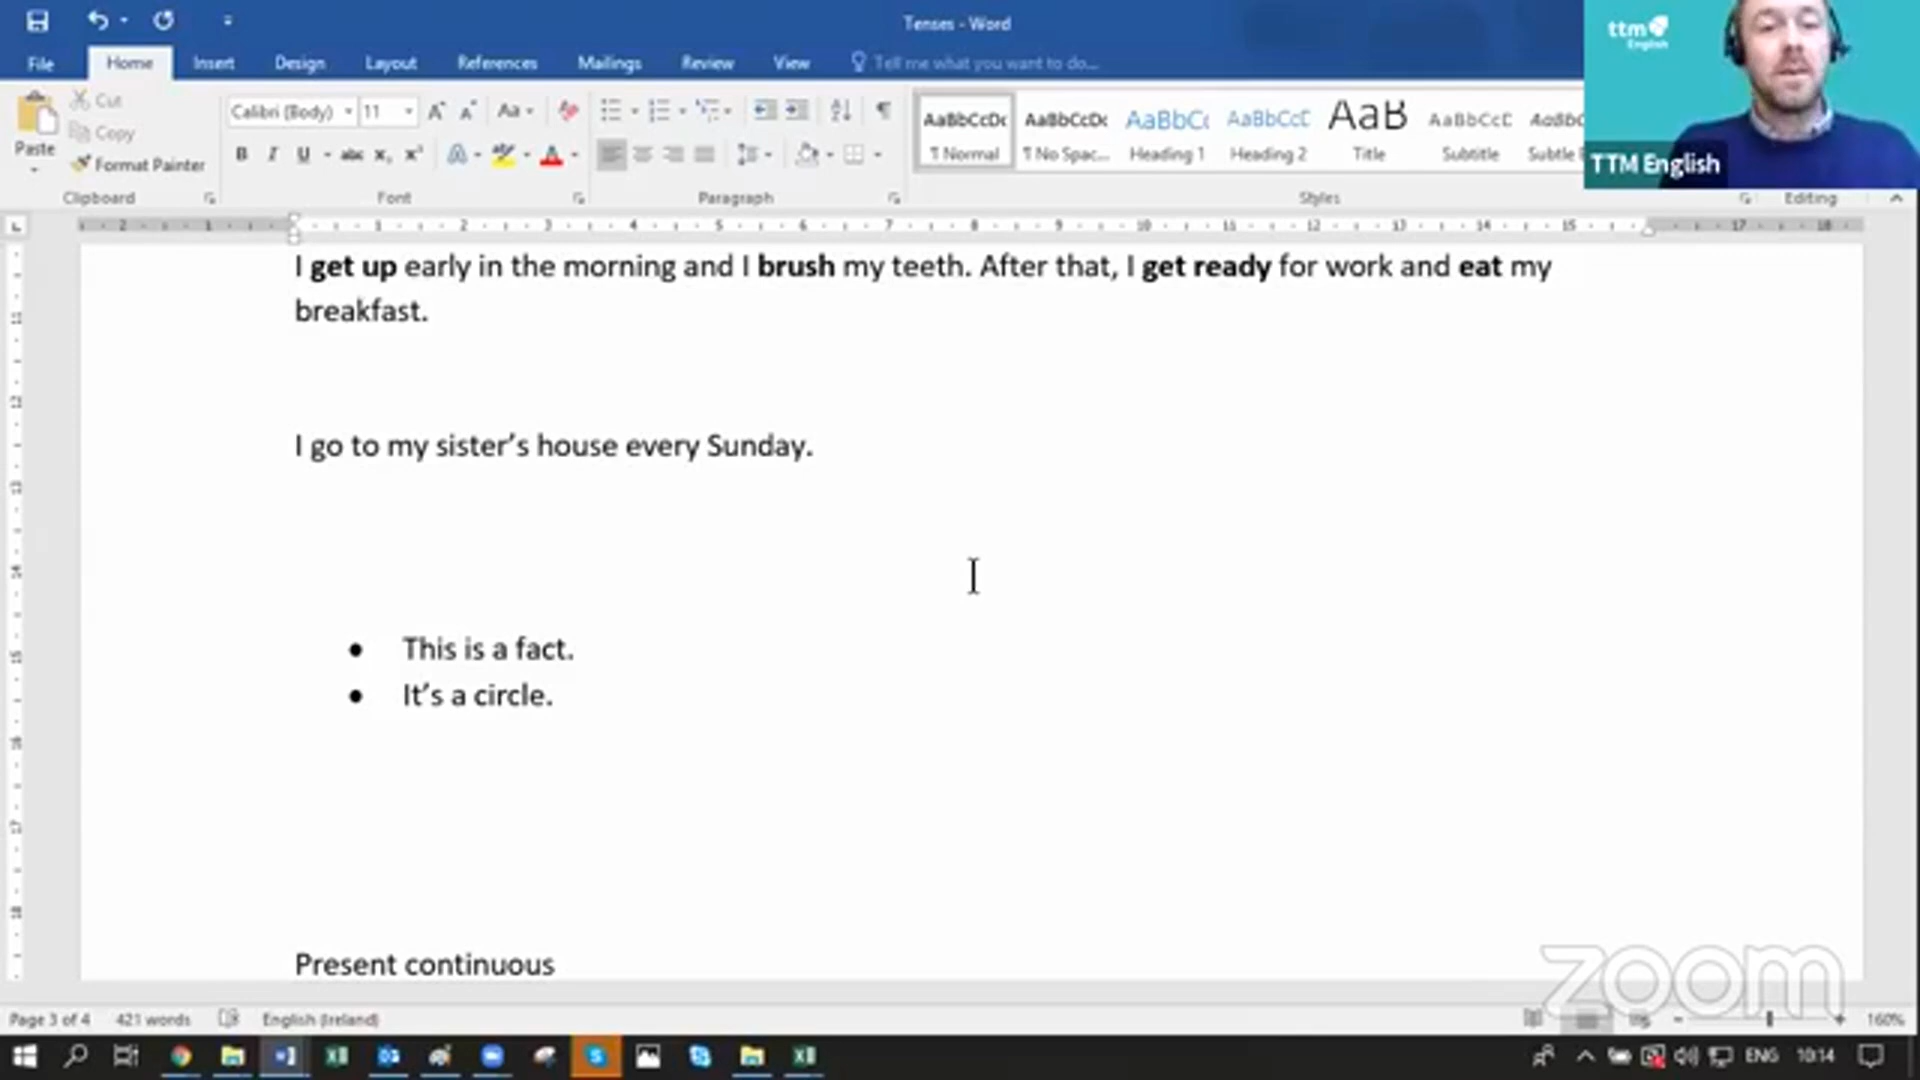 Tenses - Word
File Home Insert Design Layout References Mailings Review View Tell me what you want to do...
ttm English
Paste
Cut
Copy
Format Painter
Calibri (Body) 11
AaBbCcDc AaBbCcDc AaBbCc AaBbCcC AaB AaBbCcD AaBbC
¶ Normal ¶ No Spac... Heading 1 Heading 2 Title Subtitle Subtle
TTM English
Clipboard Font Paragraph Styles Editing
I get up early in the morning and I brush my teeth. After that, I get ready for work and eat my
breakfast.
I go to my sister's house every Sunday.
• This is a fact.
• It's a circle.
Present continuous
zoom
Page 3 of 4 421 words English (Ireland) 160%
ENG 10:14